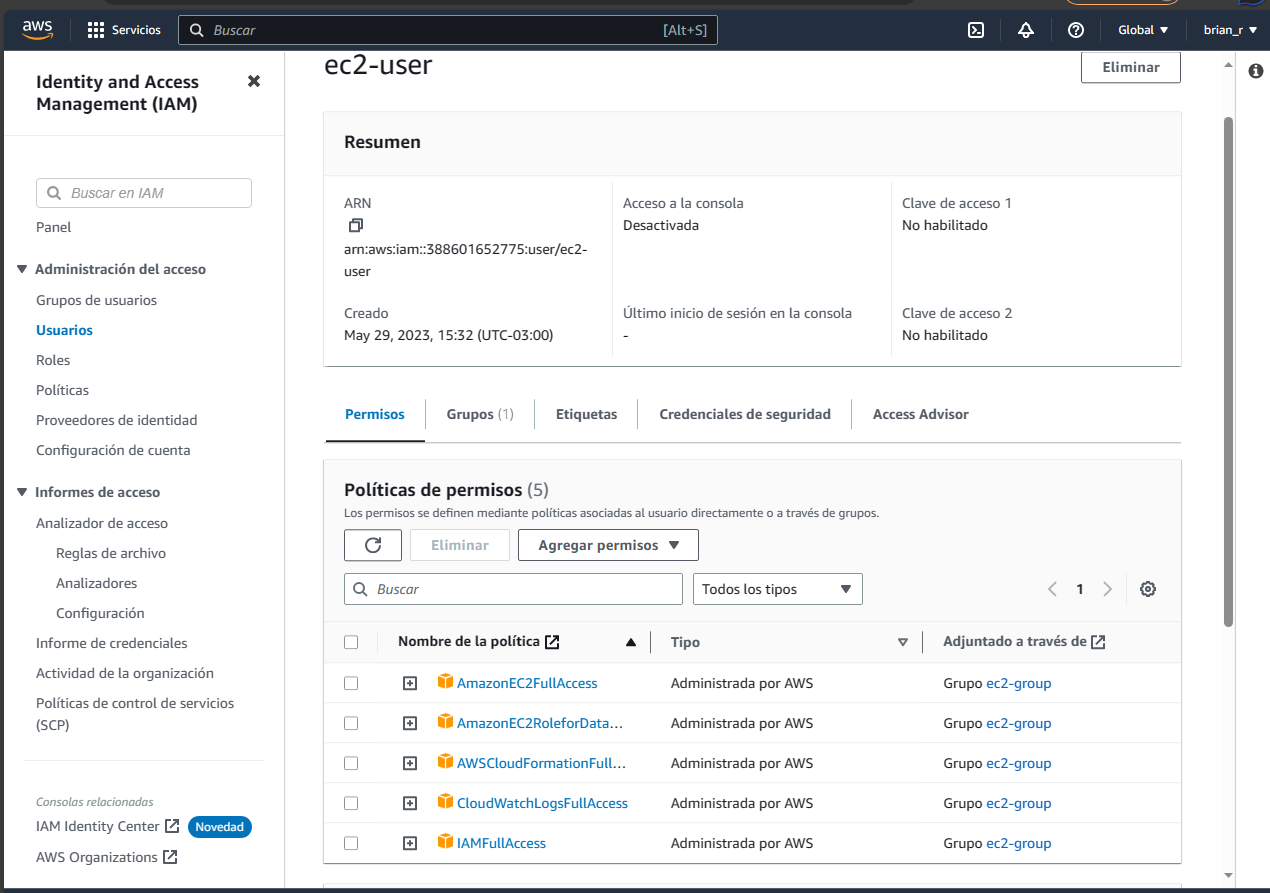 aws
Servicios
Buscar
[Alt+S]
Global
brian_r
Identity and Access
Management (IAM)
Buscar en IAM
Panel
Administración del acceso
Grupos de usuarios
Usuarios
Roles
Políticas
Proveedores de identidad
Configuración de cuenta
Informes de acceso
Analizador de acceso
Reglas de archivo
Analizadores
Configuración
Informe de credenciales
Actividad de la organización
Políticas de control de servicios
(SCP)
Consolas relacionadas
IAM Identity Center
Novedad
AWS Organizations
ec2-user
Eliminar
Resumen
ARN
arn:aws:iam::388601652775:user/ec2-
user
Acceso a la consola
Desactivada
Clave de acceso 1
No habilitado
Creado
May 29, 2023, 15:32 (UTC-03:00)
Último inicio de sesión en la consola
-
Clave de acceso 2
No habilitado
Permisos
Grupos (1)
Etiquetas
Credenciales de seguridad
Access Advisor
Políticas de permisos (5)
Los permisos se definen mediante políticas asociadas al usuario directamente o a través de grupos.
Eliminar
Agregar permisos
Buscar
Todos los tipos
1
Nombre de la política
Tipo
Adjuntado a través de
AmazonEC2FullAccess
Administrada por AWS
Grupo ec2-group
AmazonEC2RoleforData...
Administrada por AWS
Grupo ec2-group
AWSCloudFormationFull...
Administrada por AWS
Grupo ec2-group
CloudWatchLogsFullAccess
Administrada por AWS
Grupo ec2-group
IAMFullAccess
Administrada por AWS
Grupo ec2-group